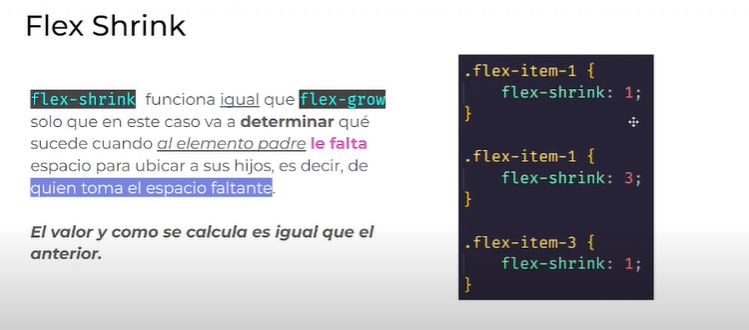 Flex Shrink
flex-shrink funciona igual que flex-grow
solo que en este caso va a determinar qué
sucede cuando al elemento padre le falta
espacio para ubicar a sus hijos, es decir, de
quien toma el espacio faltante.
El valor y como se calcula es igual que el
anterior.
.flex-item-1 {
    flex-shrink: 1;
}
.flex-item-1 {
    flex-shrink: 3;
}
.flex-item-3 {
    flex-shrink: 1;
}